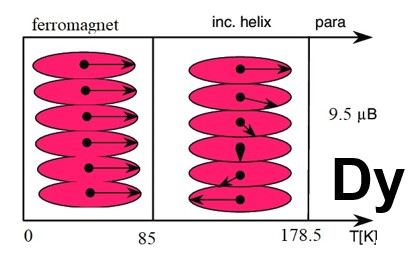 ferromagnet inc. helix para
9.5 µB
Dy
0 85 178.5 T[K]